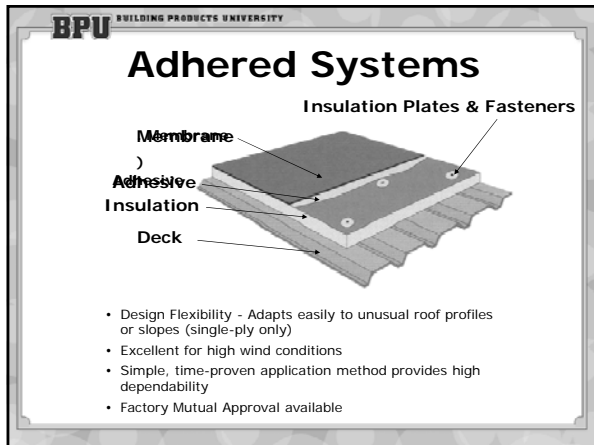 BPU BUILDING PRODUCTS UNIVERSITY
Adhered Systems
Insulation Plates & Fasteners
Membrane
Membrane
)
Adhesive
Adhesive
Insulation
Deck
• Design Flexibility - Adapts easily to unusual roof profiles
or slopes (single-ply only)
• Excellent for high wind conditions
• Simple, time-proven application method provides high
dependability
• Factory Mutual Approval available